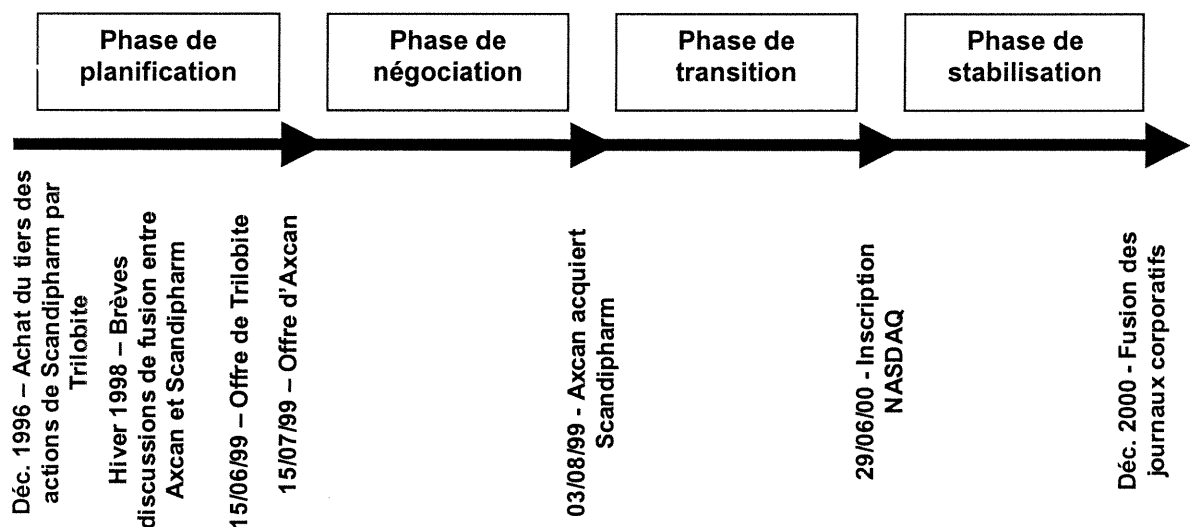 Phase de
planification
Phase de
négociation
Phase de
transition
Phase de
stabilisation
Déc. 1996 – Achat du tiers des
actions de Scandipharm par
Trilobite
Hiver 1998 – Brèves
discussions de fusion entre
Axcan et Scandipharm
15/06/99 – Offre de Trilobite
15/07/99 – Offre d'Axcan
03/08/99 - Axcan acquiert
Scandipharm
29/06/00 - Inscription
NASDAQ
Déc. 2000 - Fusion des
journaux corporatifs